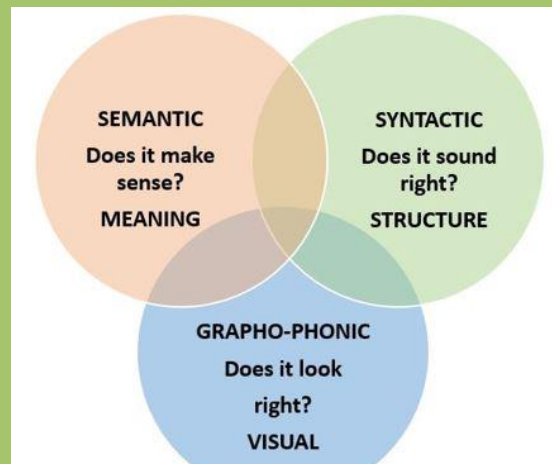 SEMANTIC
Does it make
sense?
MEANING
SYNTACTIC
Does it sound
right?
STRUCTURE
GRAPHO-PHONIC
Does it look
right?
VISUAL